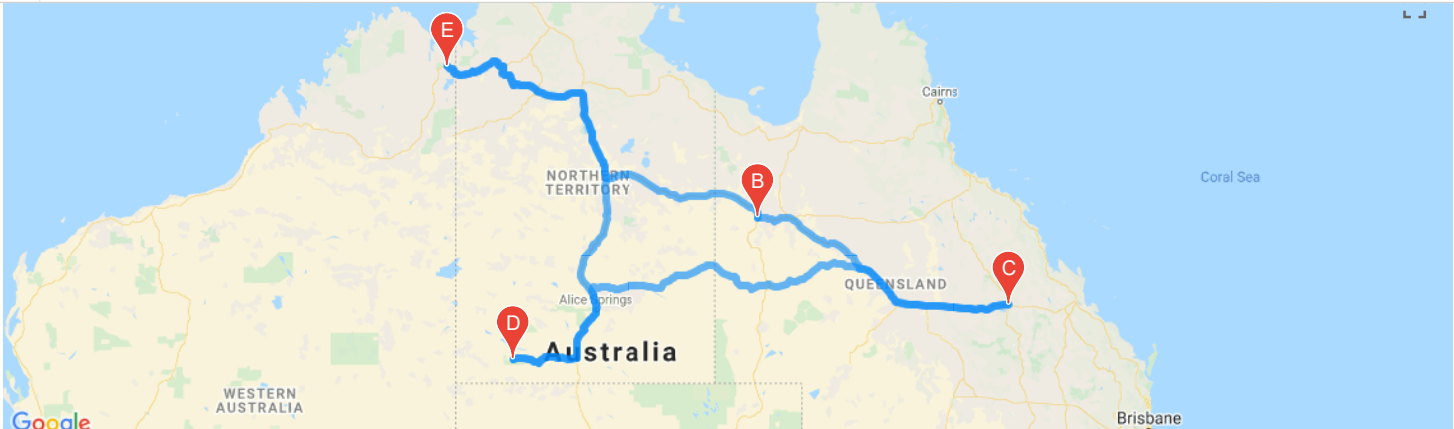 E
Cairns
B
NORTHERN
TERRITORY
Coral Sea
C
QUEENSLAND
Alice Springs
D
Australia
WESTERN
AUSTRALIA
Google
Brisbane